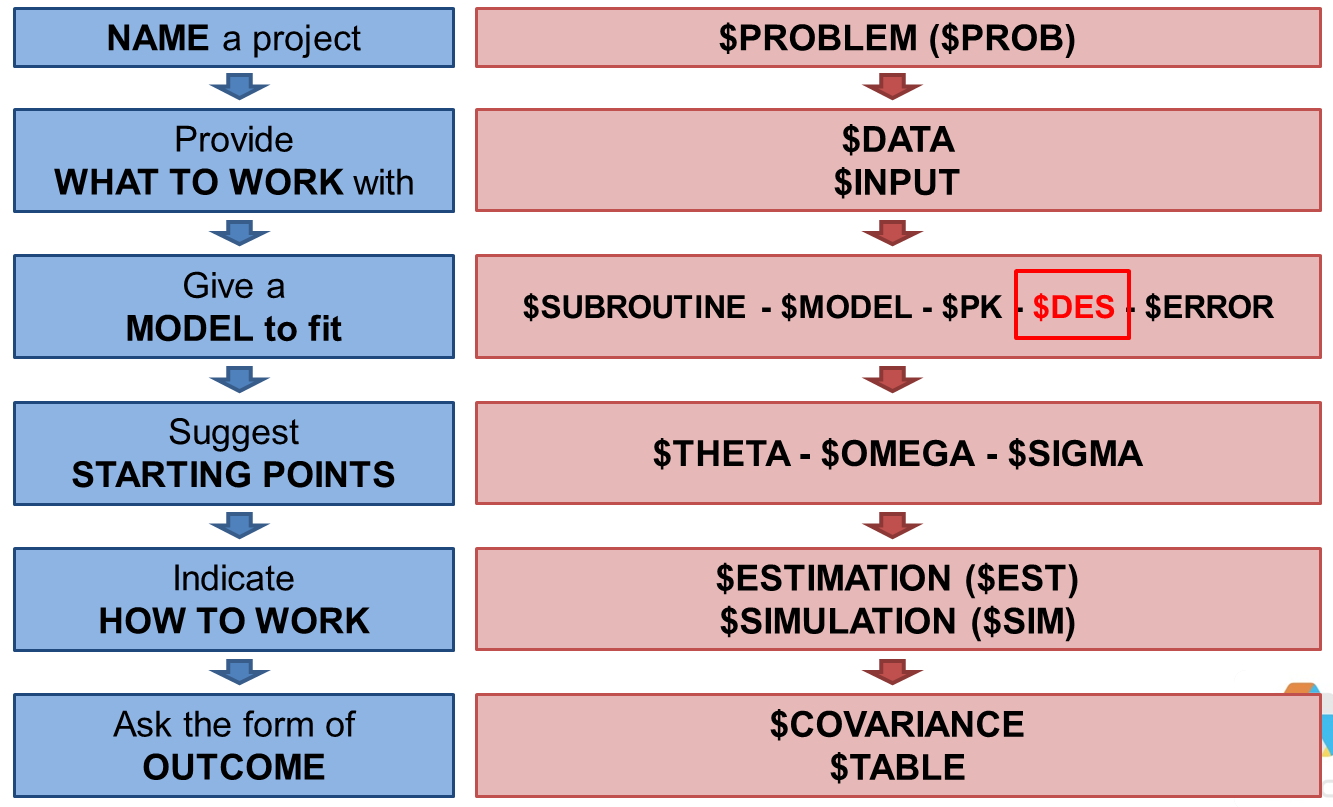 NAME a project
$PROBLEM ($PROB)
Provide
WHAT TO WORK with
$DATA
$INPUT
Give a
MODEL to fit
$SUBROUTINE - $MODEL - $PK - $DES - $ERROR
Suggest
STARTING POINTS
$THETA - $OMEGA - $SIGMA
Indicate
HOW TO WORK
$ESTIMATION ($EST)
$SIMULATION ($SIM)
Ask the form of
OUTCOME
$COVARIANCE
$TABLE